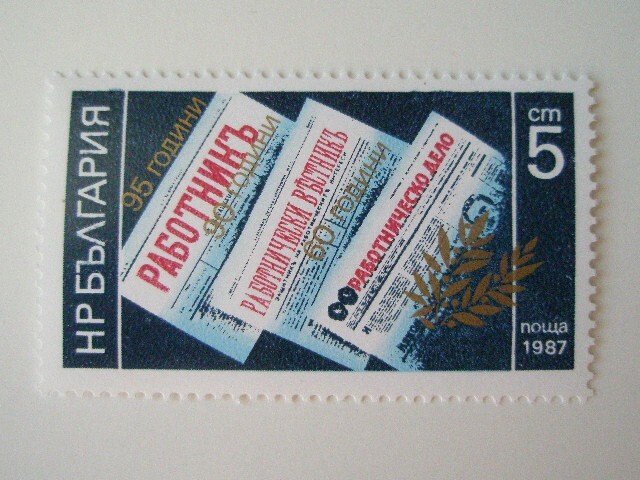 НР БЪЛГАРИЯ
95 ГОДИНИ
РАБОТНИКЪ
90 ГОДИНИ
РАБОТНИЧЕСКИ ВѢСТНИКЪ
60 ГОДИНИ
РАБОТНИЧЕСКО ДЕЛО
ст
5
поща
1987